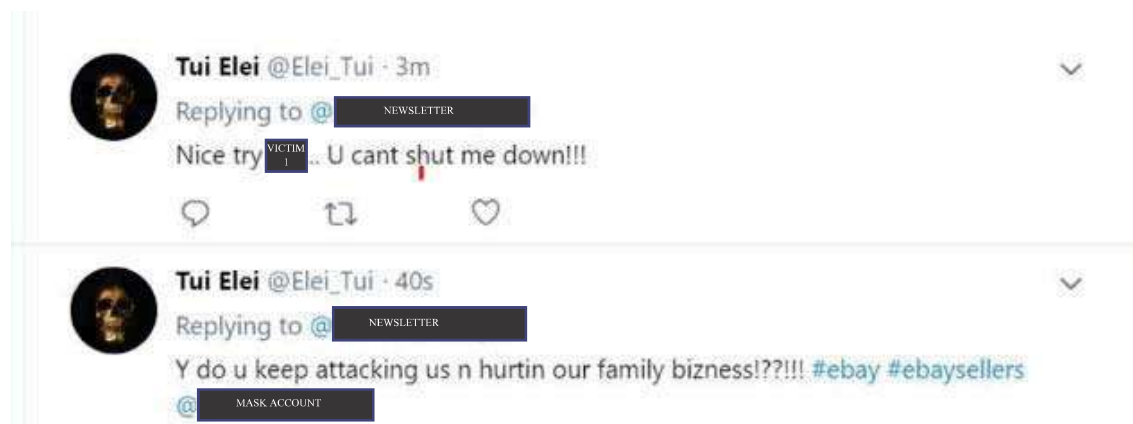 Tui Elei @Elei_Tui · 3m
Replying to @ NEWSLETTER
Nice try VICTIM 1 .. U cant shut me down!!!
Tui Elei @Elei_Tui · 40s
Replying to @ NEWSLETTER
Y do u keep attacking us n hurtin our family bizness!??!!! #ebay #ebaysellers
@ MASK ACCOUNT